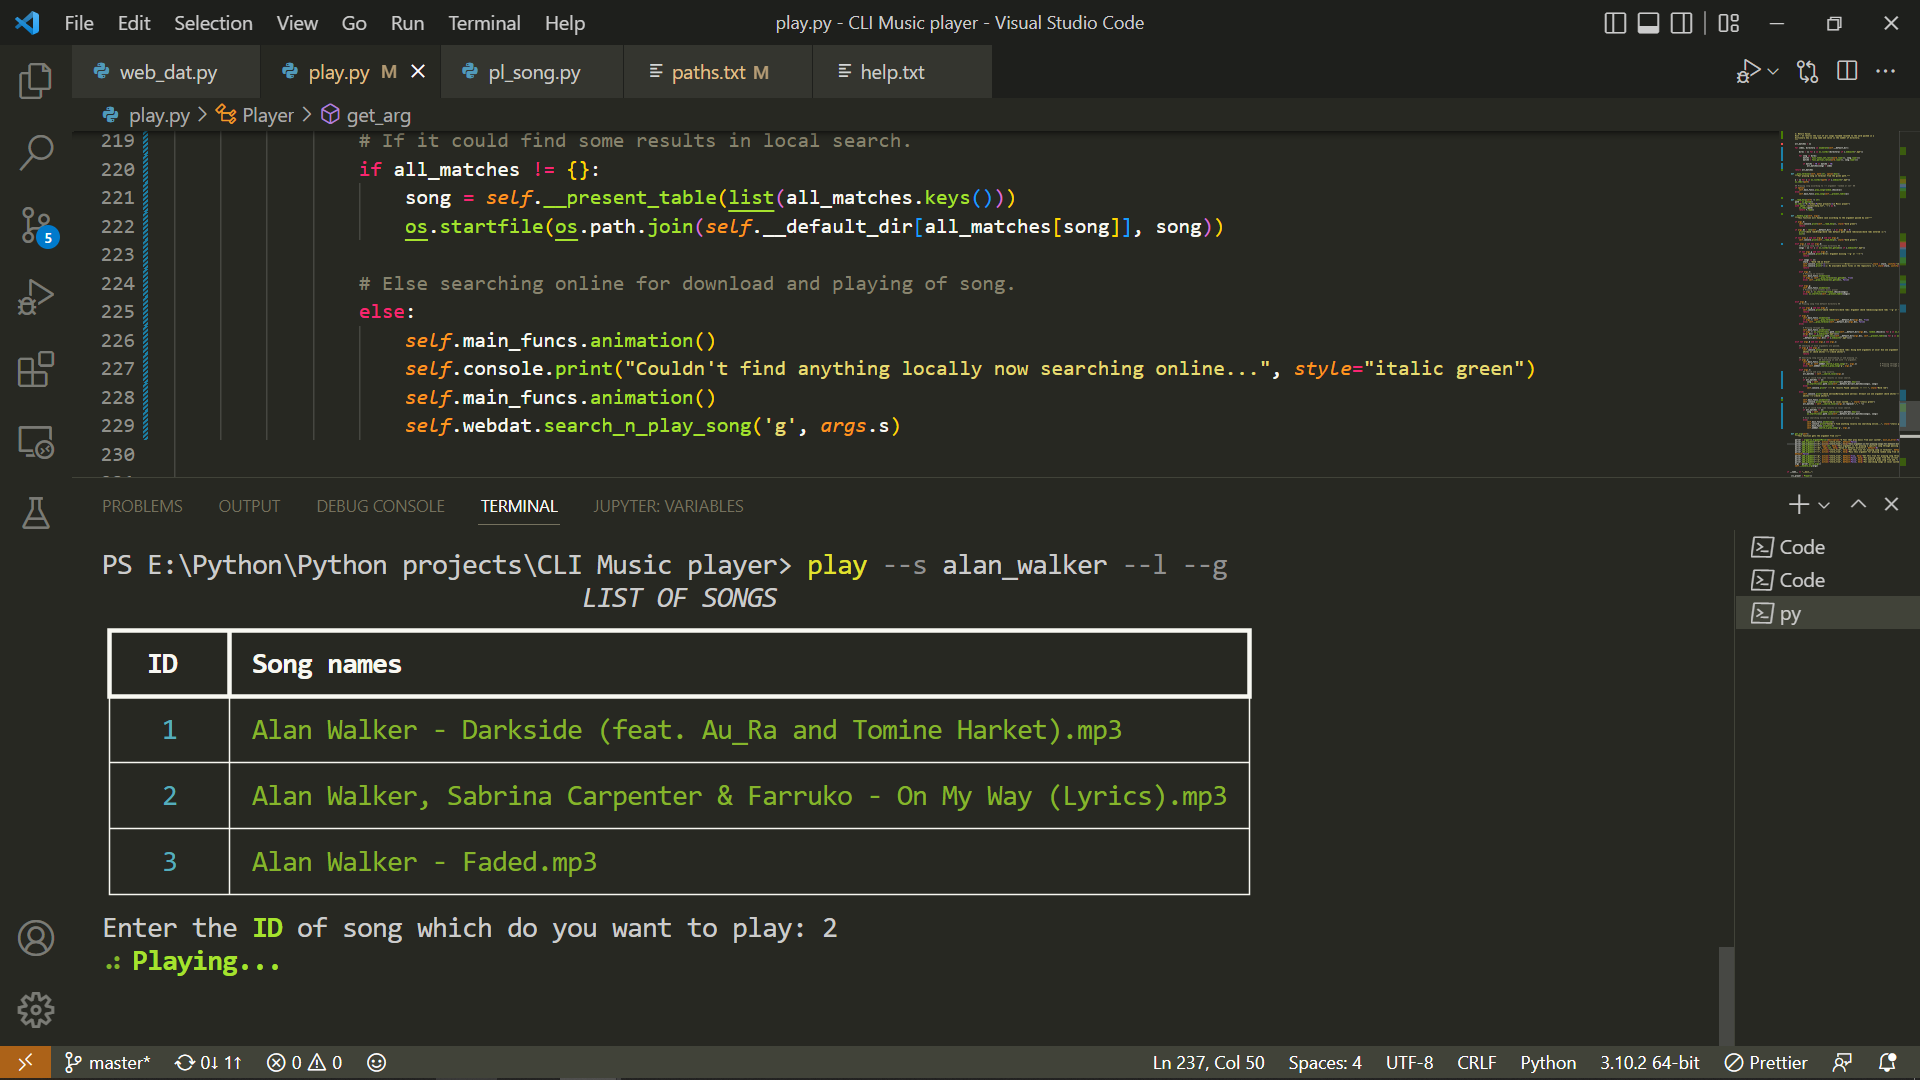 File Edit Selection View Go Run Terminal Help
play.py - CLI Music player - Visual Studio Code
web_dat.py
play.py M
pl_song.py
paths.txt M
help.txt
play.py > Player > get_arg
219 # If it could find some results in local search.
220 if all_matches != {}:
221 song = self.__present_table(list(all_matches.keys()))
222 os.startfile(os.path.join(self.__default_dir[all_matches[song]], song))
223
224 # Else searching online for download and playing of song.
225 else:
226 self.main_funcs.animation()
227 self.console.print("Couldn't find anything locally now searching online...", style="italic green")
228 self.main_funcs.animation()
229 self.webdat.search_n_play_song('g', args.s)
230
5
PROBLEMS OUTPUT DEBUG CONSOLE TERMINAL JUPYTER: VARIABLES
PS E:\Python\Python projects\CLI Music player> play --s alan_walker --l --g
LIST OF SONGS
ID Song names
1 Alan Walker - Darkside (feat. Au_Ra and Tomine Harket).mp3
2 Alan Walker, Sabrina Carpenter & Farruko - On My Way (Lyrics).mp3
3 Alan Walker - Faded.mp3
Enter the ID of song which do you want to play: 2
Playing...
Code
Code
py
master* 0↓ 1↑ 0 0 Ln 237, Col 50 Spaces: 4 UTF-8 CRLF Python 3.10.2 64-bit Prettier